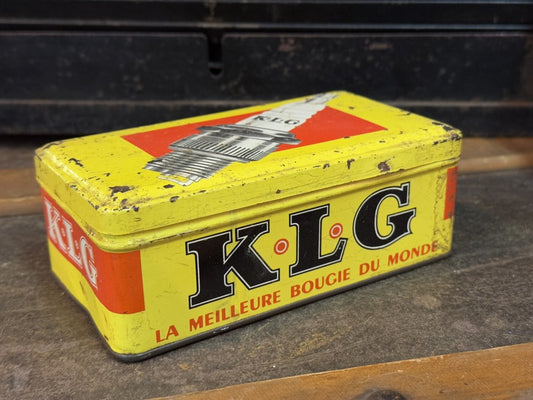 KLG
K·L·G
K·L·G
LA MEILLEURE BOUGIE DU MONDE